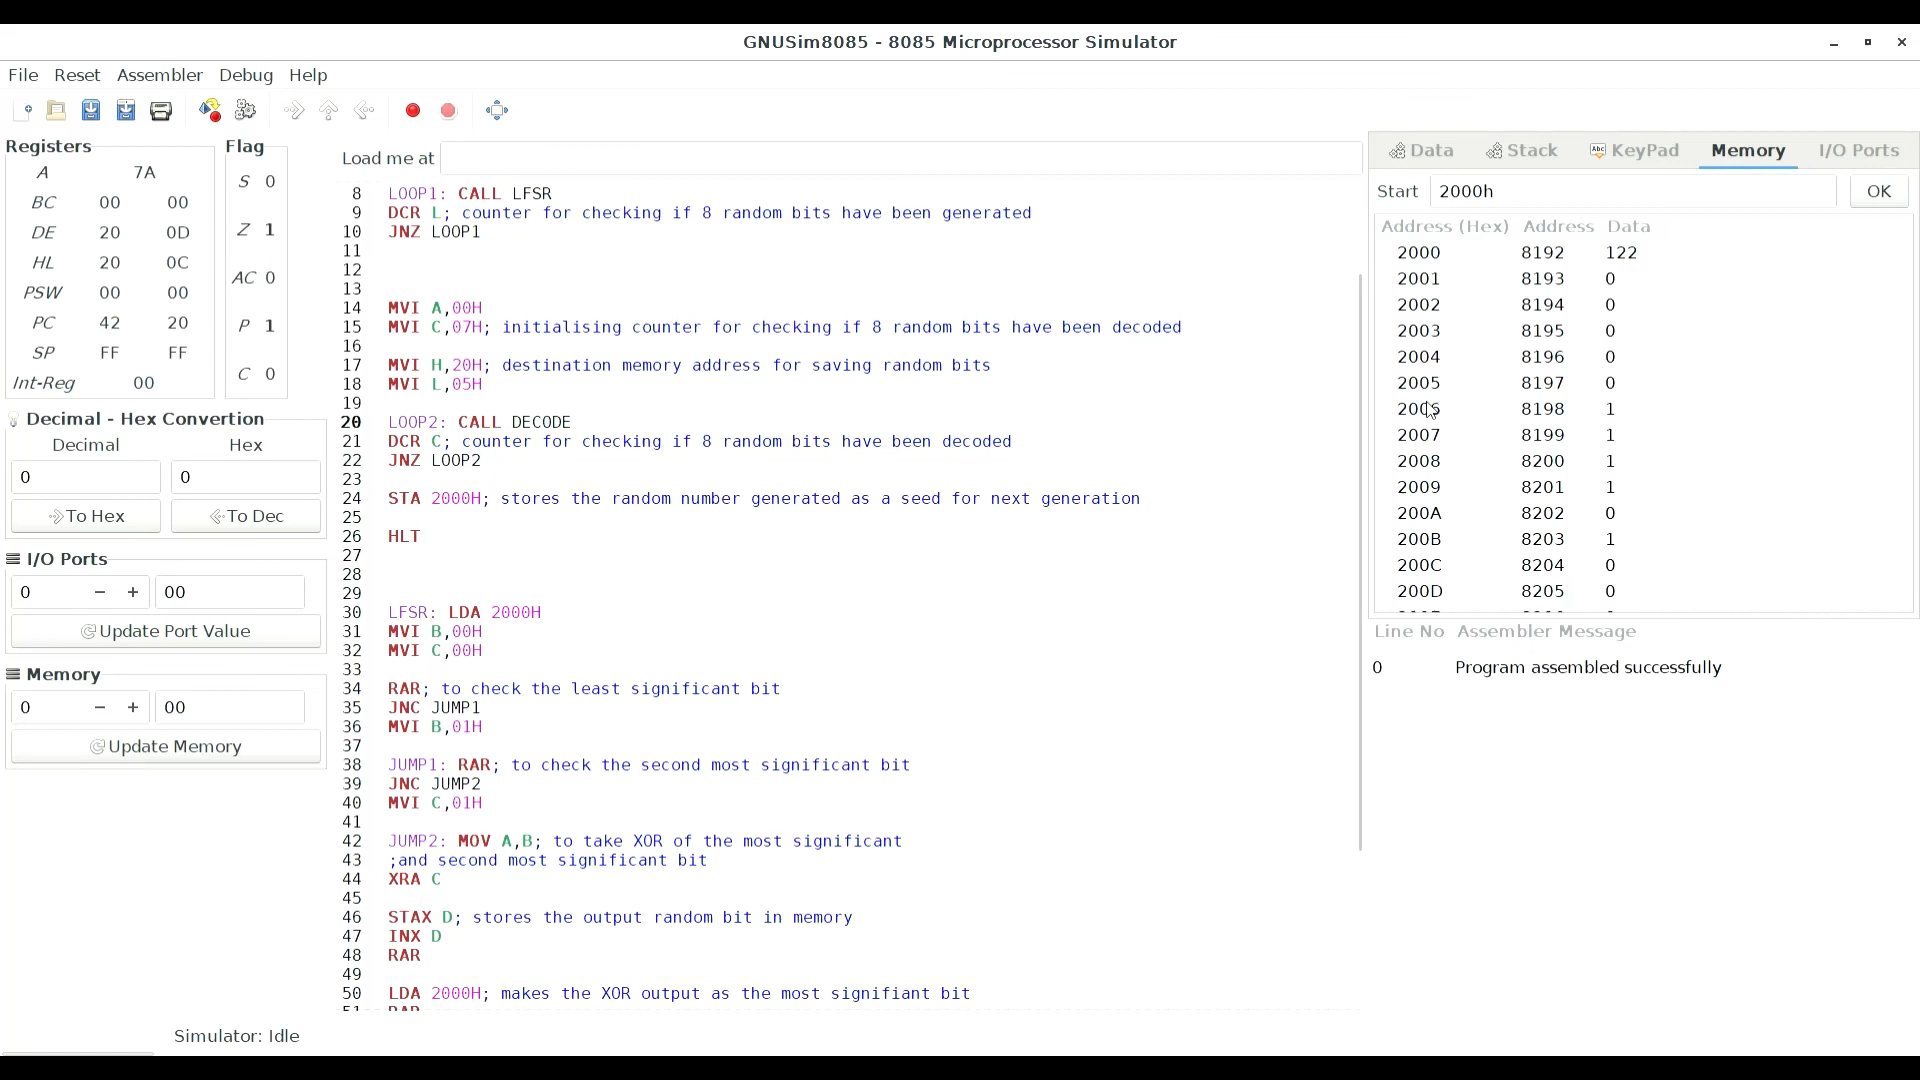 GNUSim8085 - 8085 Microprocessor Simulator
File Reset Assembler Debug Help
Registers
A 7A
BC 00 00
DE 20 0D
HL 20 0C
PSW 00 00
PC 42 20
SP FF FF
Int-Reg 00
Flag
S 0
Z 1
AC 0
P 1
C 0
Decimal - Hex Convertion
Decimal Hex
0 0
To Hex To Dec
I/O Ports
0 - + 00
Update Port Value
Memory
0 - + 00
Update Memory
Load me at
8 LOOP1: CALL LFSR
9 DCR L; counter for checking if 8 random bits have been generated
10 JNZ LOOP1
11
12
13
14 MVI A,00H
15 MVI C,07H; initialising counter for checking if 8 random bits have been decoded
16
17 MVI H,20H; destination memory address for saving random bits
18 MVI L,05H
19
20 LOOP2: CALL DECODE
21 DCR C; counter for checking if 8 random bits have been decoded
22 JNZ LOOP2
23
24 STA 2000H; stores the random number generated as a seed for next generation
25
26 HLT
27
28
29
30 LFSR: LDA 2000H
31 MVI B,00H
32 MVI C,00H
33
34 RAR; to check the least significant bit
35 JNC JUMP1
36 MVI B,01H
37
38 JUMP1: RAR; to check the second most significant bit
39 JNC JUMP2
40 MVI C,01H
41
42 JUMP2: MOV A,B; to take XOR of the most significant
43 ;and second most significant bit
44 XRA C
45
46 STAX D; stores the output random bit in memory
47 INX D
48 RAR
49
50 LDA 2000H; makes the XOR output as the most signifiant bit
Data Stack KeyPad Memory I/O Ports
Start 2000h OK
Address (Hex) Address Data
2000 8192 122
2001 8193 0
2002 8194 0
2003 8195 0
2004 8196 0
2005 8197 0
2006 8198 1
2007 8199 1
2008 8200 1
2009 8201 1
200A 8202 0
200B 8203 1
200C 8204 0
200D 8205 0
Line No Assembler Message
0 Program assembled successfully
Simulator: Idle